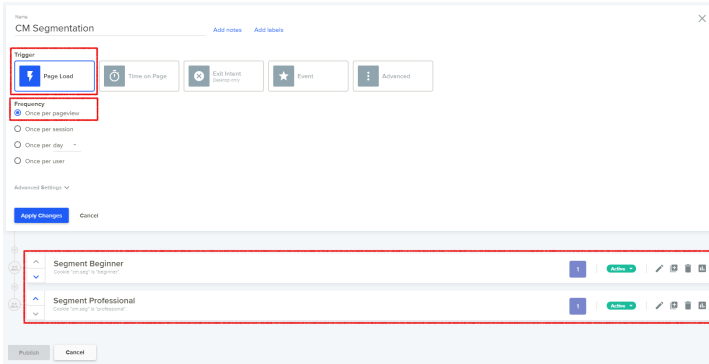 Name
CM Segmentation
Add notes
Add labels
Trigger
Page Load
Time on Page
Exit Intent
Desktop only
Event
Advanced
Frequency
Once per pageview
Once per session
Once per day
Once per user
Advanced Settings
Apply Changes
Cancel
Segment Beginner
Cookie "cm.seg" is "beginner".
1
Active
Segment Professional
Cookie "cm.seg" is "professional".
1
Active
Publish
Cancel